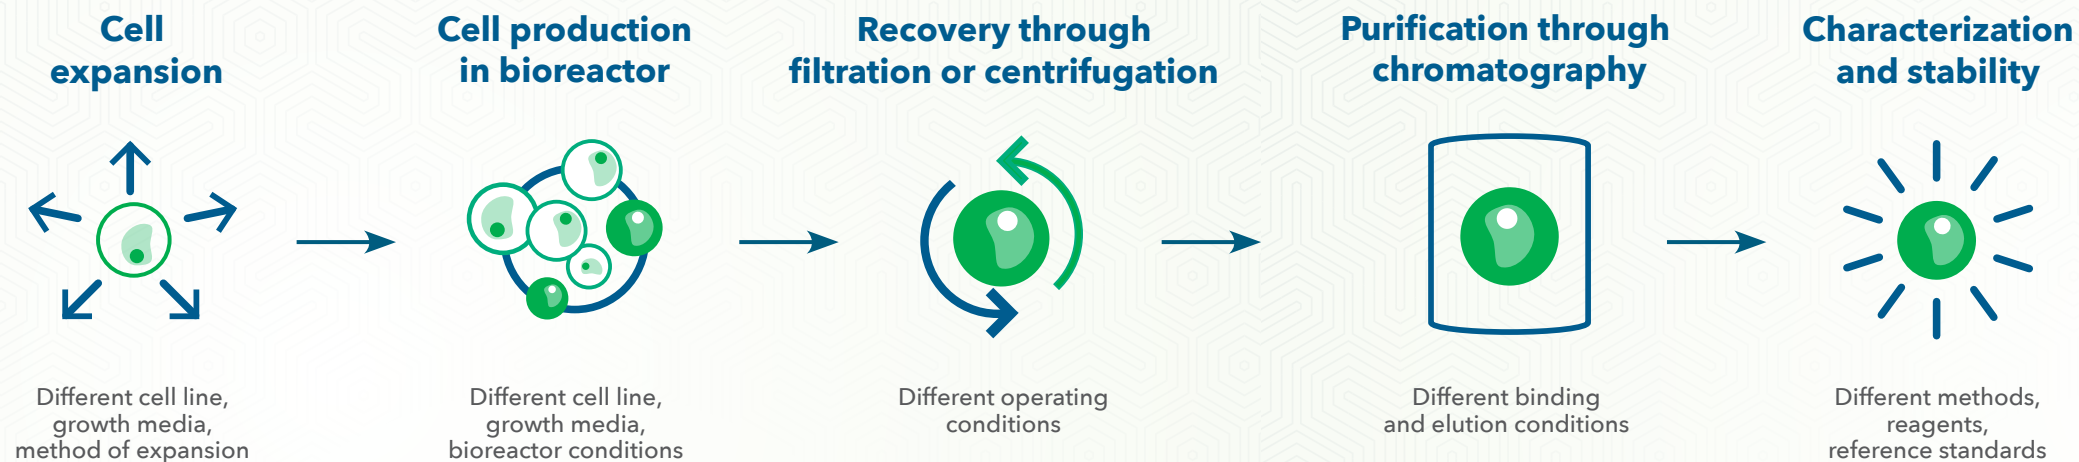 Cell
expansion
Different cell line,
growth media,
method of expansion
Cell production
in bioreactor
Different cell line,
growth media,
bioreactor conditions
Recovery through
filtration or centrifugation
Different operating
conditions
Purification through
chromatography
Different binding
and elution conditions
Characterization
and stability
Different methods,
reagents,
reference standards